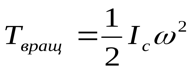 T_вращ = 1/2 I_c ω²